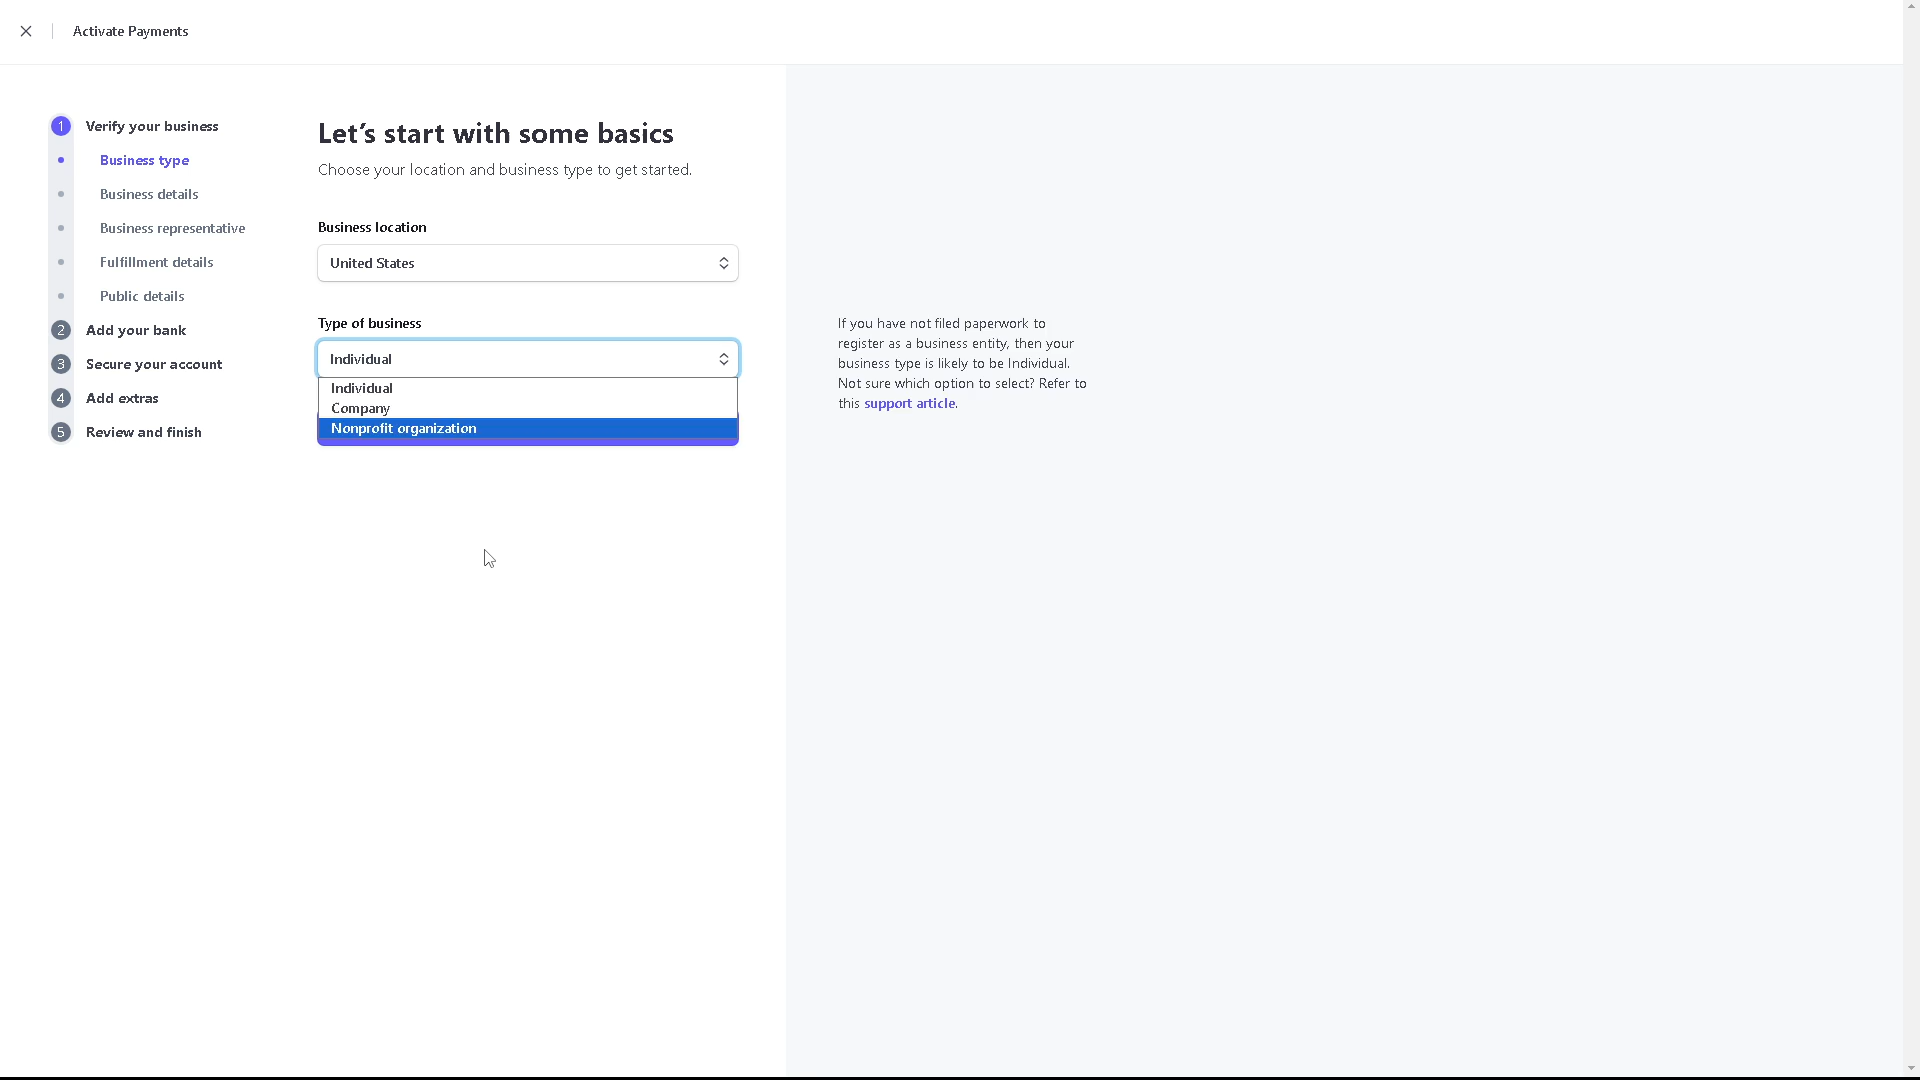 Activate Payments
1 Verify your business
Business type
Business details
Business representative
Fulfillment details
Public details
2 Add your bank
3 Secure your account
4 Add extras
5 Review and finish
Let’s start with some basics
Choose your location and business type to get started.
Business location
United States
Type of business
Individual
Individual
Company
Nonprofit organization
If you have not filed paperwork to
register as a business entity, then your
business type is likely to be Individual.
Not sure which option to select? Refer to
this support article.